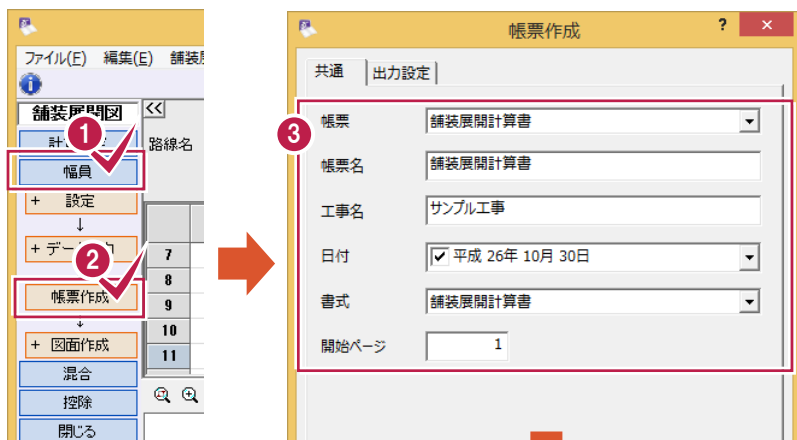 ファイル(F) 編集(E) 舗装
舗装展開図
<<
路線名
幅員
+ 設定
↓
+ デー
帳票作成
↓
+ 図面作成
混合
控除
閉じる
7
8
9
10
11
1
2
帳票作成
? ×
共通 出力設定
3
帳票 舗装展開計算書
帳票名 舗装展開計算書
工事名 サンプル工事
日付 平成 26年 10月 30日
書式 舗装展開計算書
開始ページ 1